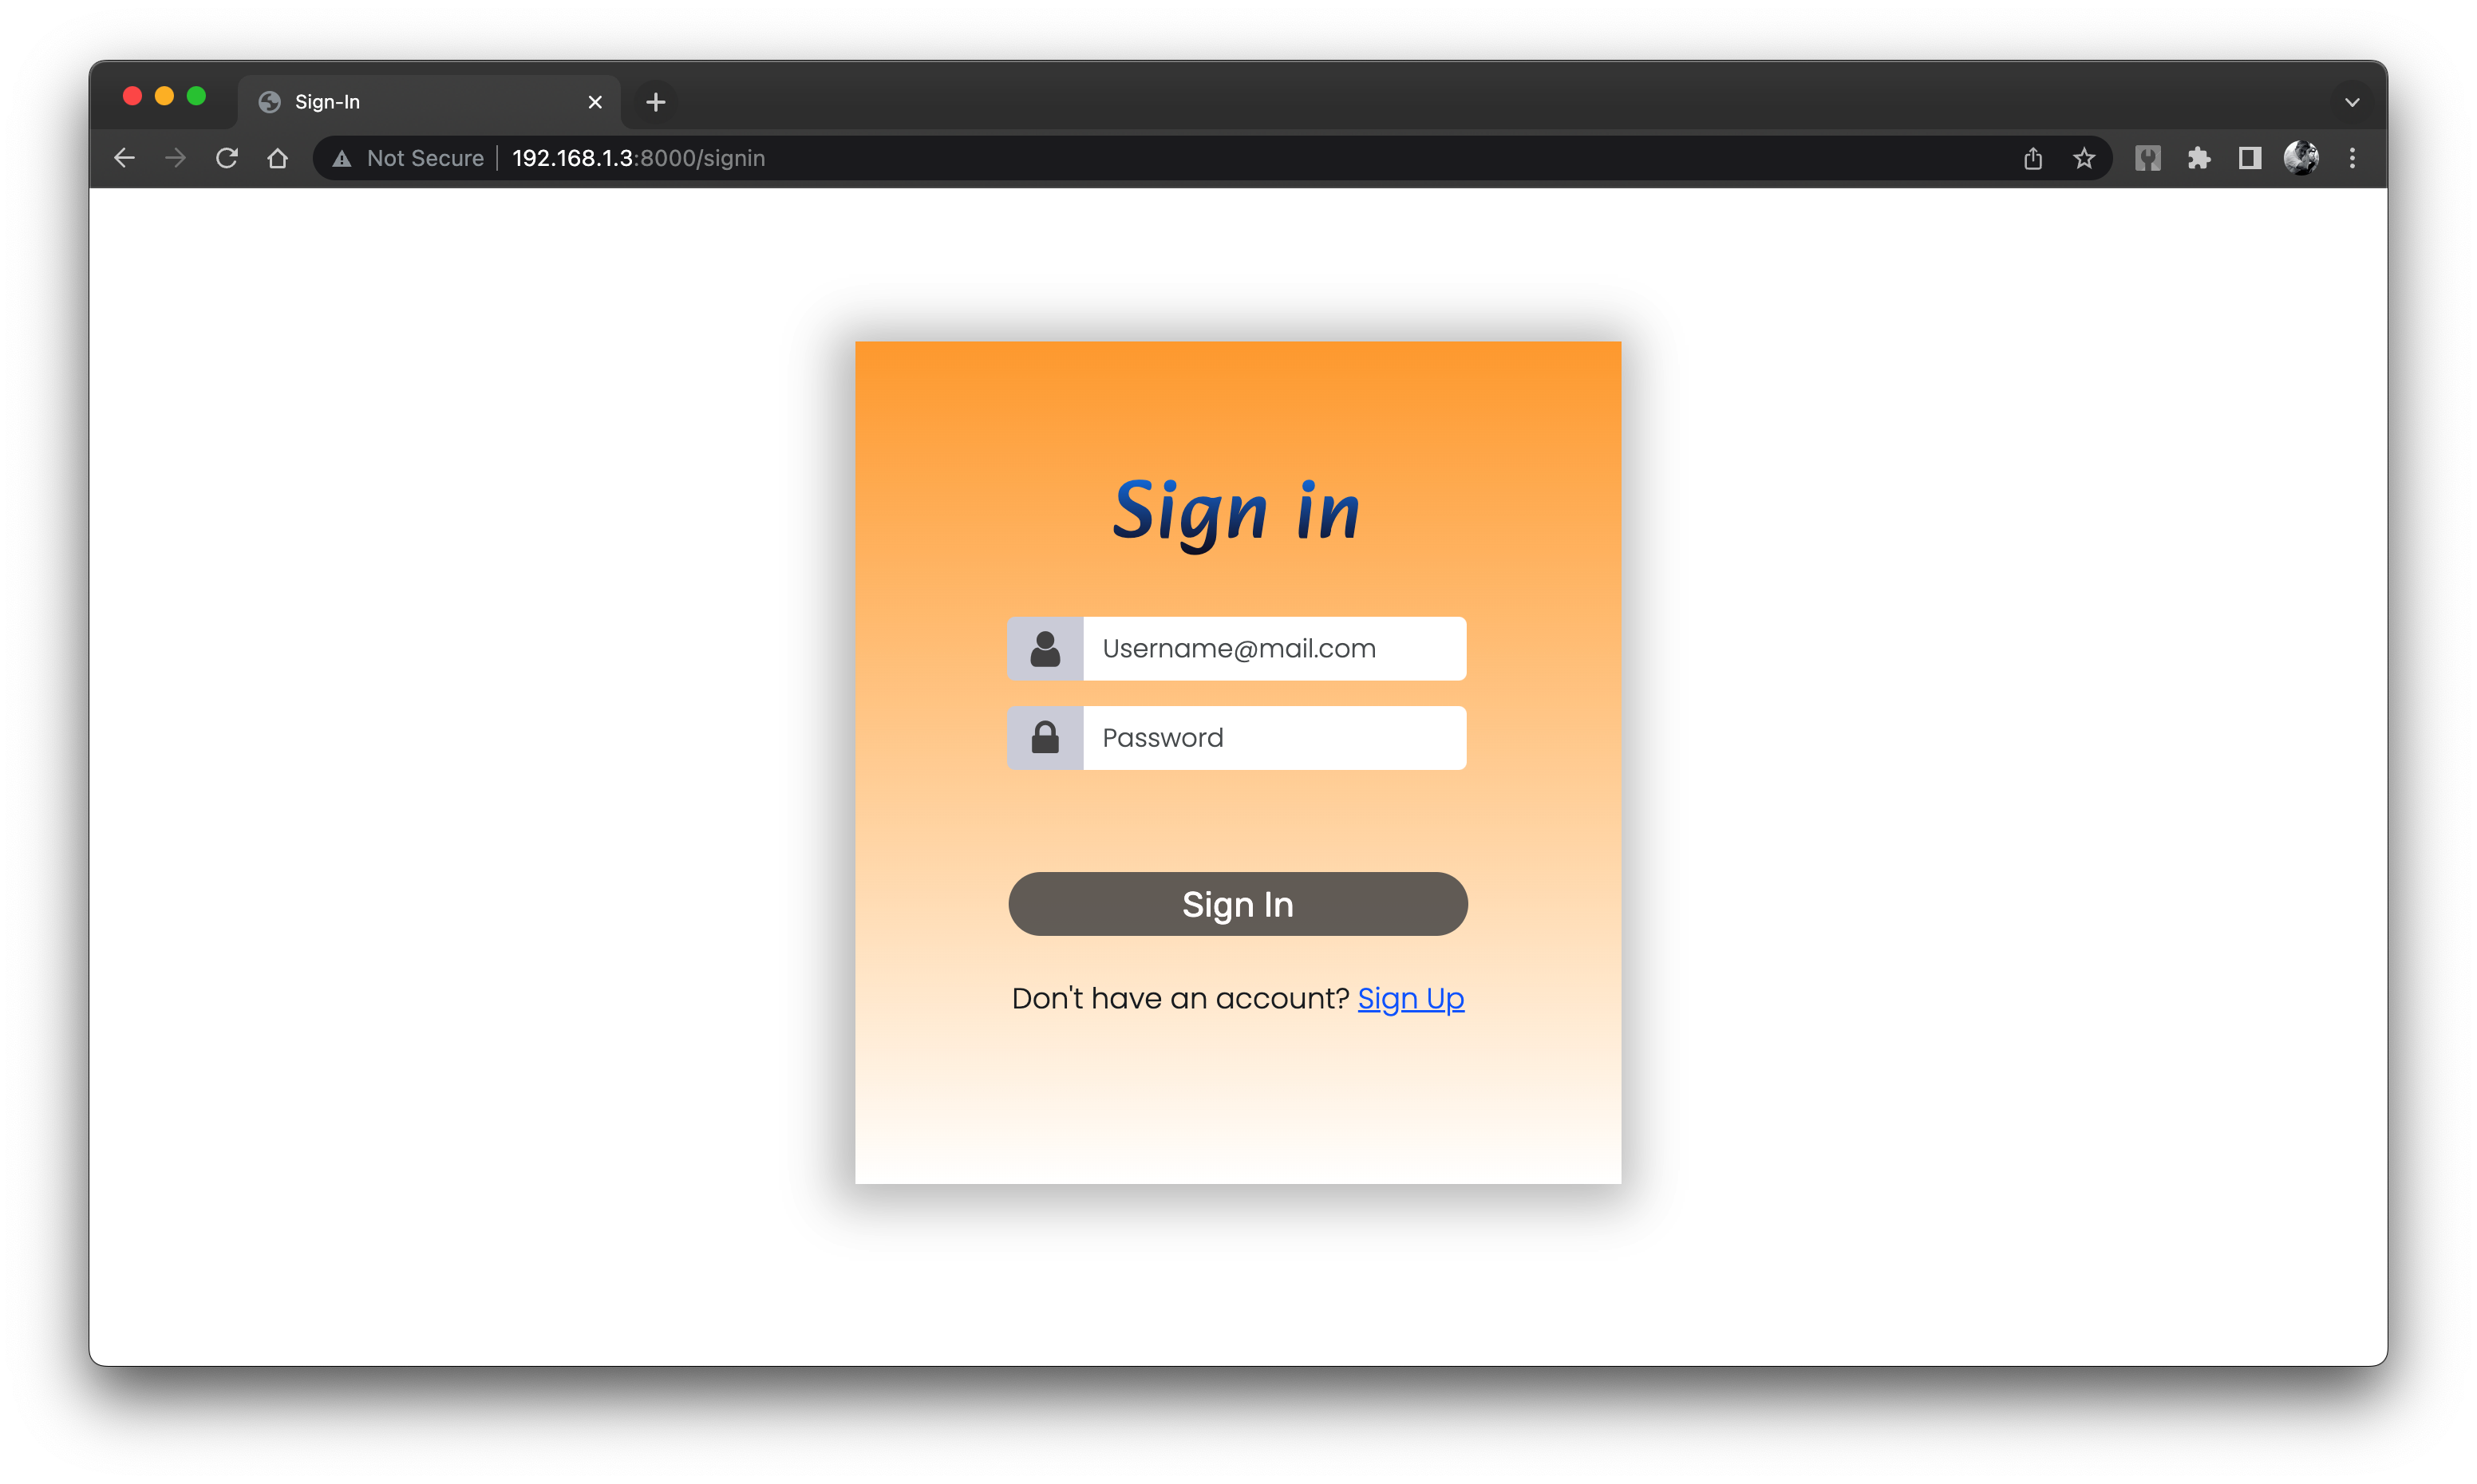 Sign-In
Not Secure 192.168.1.3:8000/signin
Sign in
Username@mail.com
Password
Sign In
Don't have an account? Sign Up